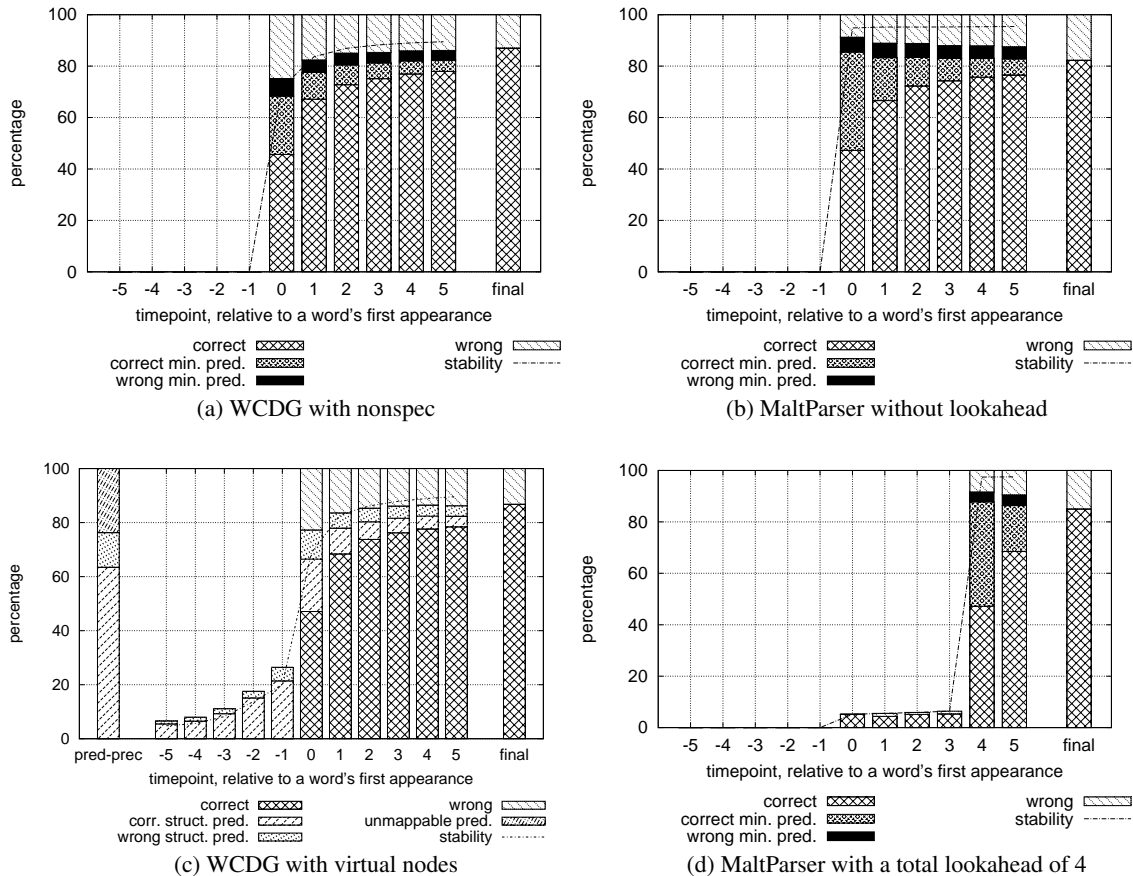 100
80
60
40
20
0
percentage
-5 -4 -3 -2 -1 0 1 2 3 4 5 final
timepoint, relative to a word's first appearance
correct
correct min. pred.
wrong min. pred.
wrong
stability
(a) WCDG with nonspec
100
80
60
40
20
0
percentage
-5 -4 -3 -2 -1 0 1 2 3 4 5 final
timepoint, relative to a word's first appearance
correct
correct min. pred.
wrong min. pred.
wrong
stability
(b) MaltParser without lookahead
100
80
60
40
20
0
percentage
pred-prec -5 -4 -3 -2 -1 0 1 2 3 4 5 final
timepoint, relative to a word's first appearance
correct
corr. struct. pred.
wrong struct. pred.
wrong
unmappable pred.
stability
(c) WCDG with virtual nodes
100
80
60
40
20
0
percentage
-5 -4 -3 -2 -1 0 1 2 3 4 5 final
timepoint, relative to a word's first appearance
correct
correct min. pred.
wrong min. pred.
wrong
stability
(d) MaltParser with a total lookahead of 4